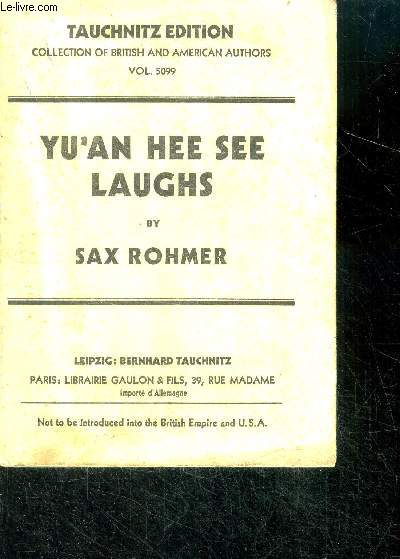 Le-livre.com
TAUCHNITZ EDITION
COLLECTION OF BRITISH AND AMERICAN AUTHORS
VOL. 5099
YU'AN HEE SEE
LAUGHS
BY
SAX ROHMER
LEIPZIG: BERNHARD TAUCHNITZ
PARIS: LIBRAIRIE GAULON & FILS, 39, RUE MADAME
Importé d'Allemagne
Not to be introduced into the British Empire and U.S.A.